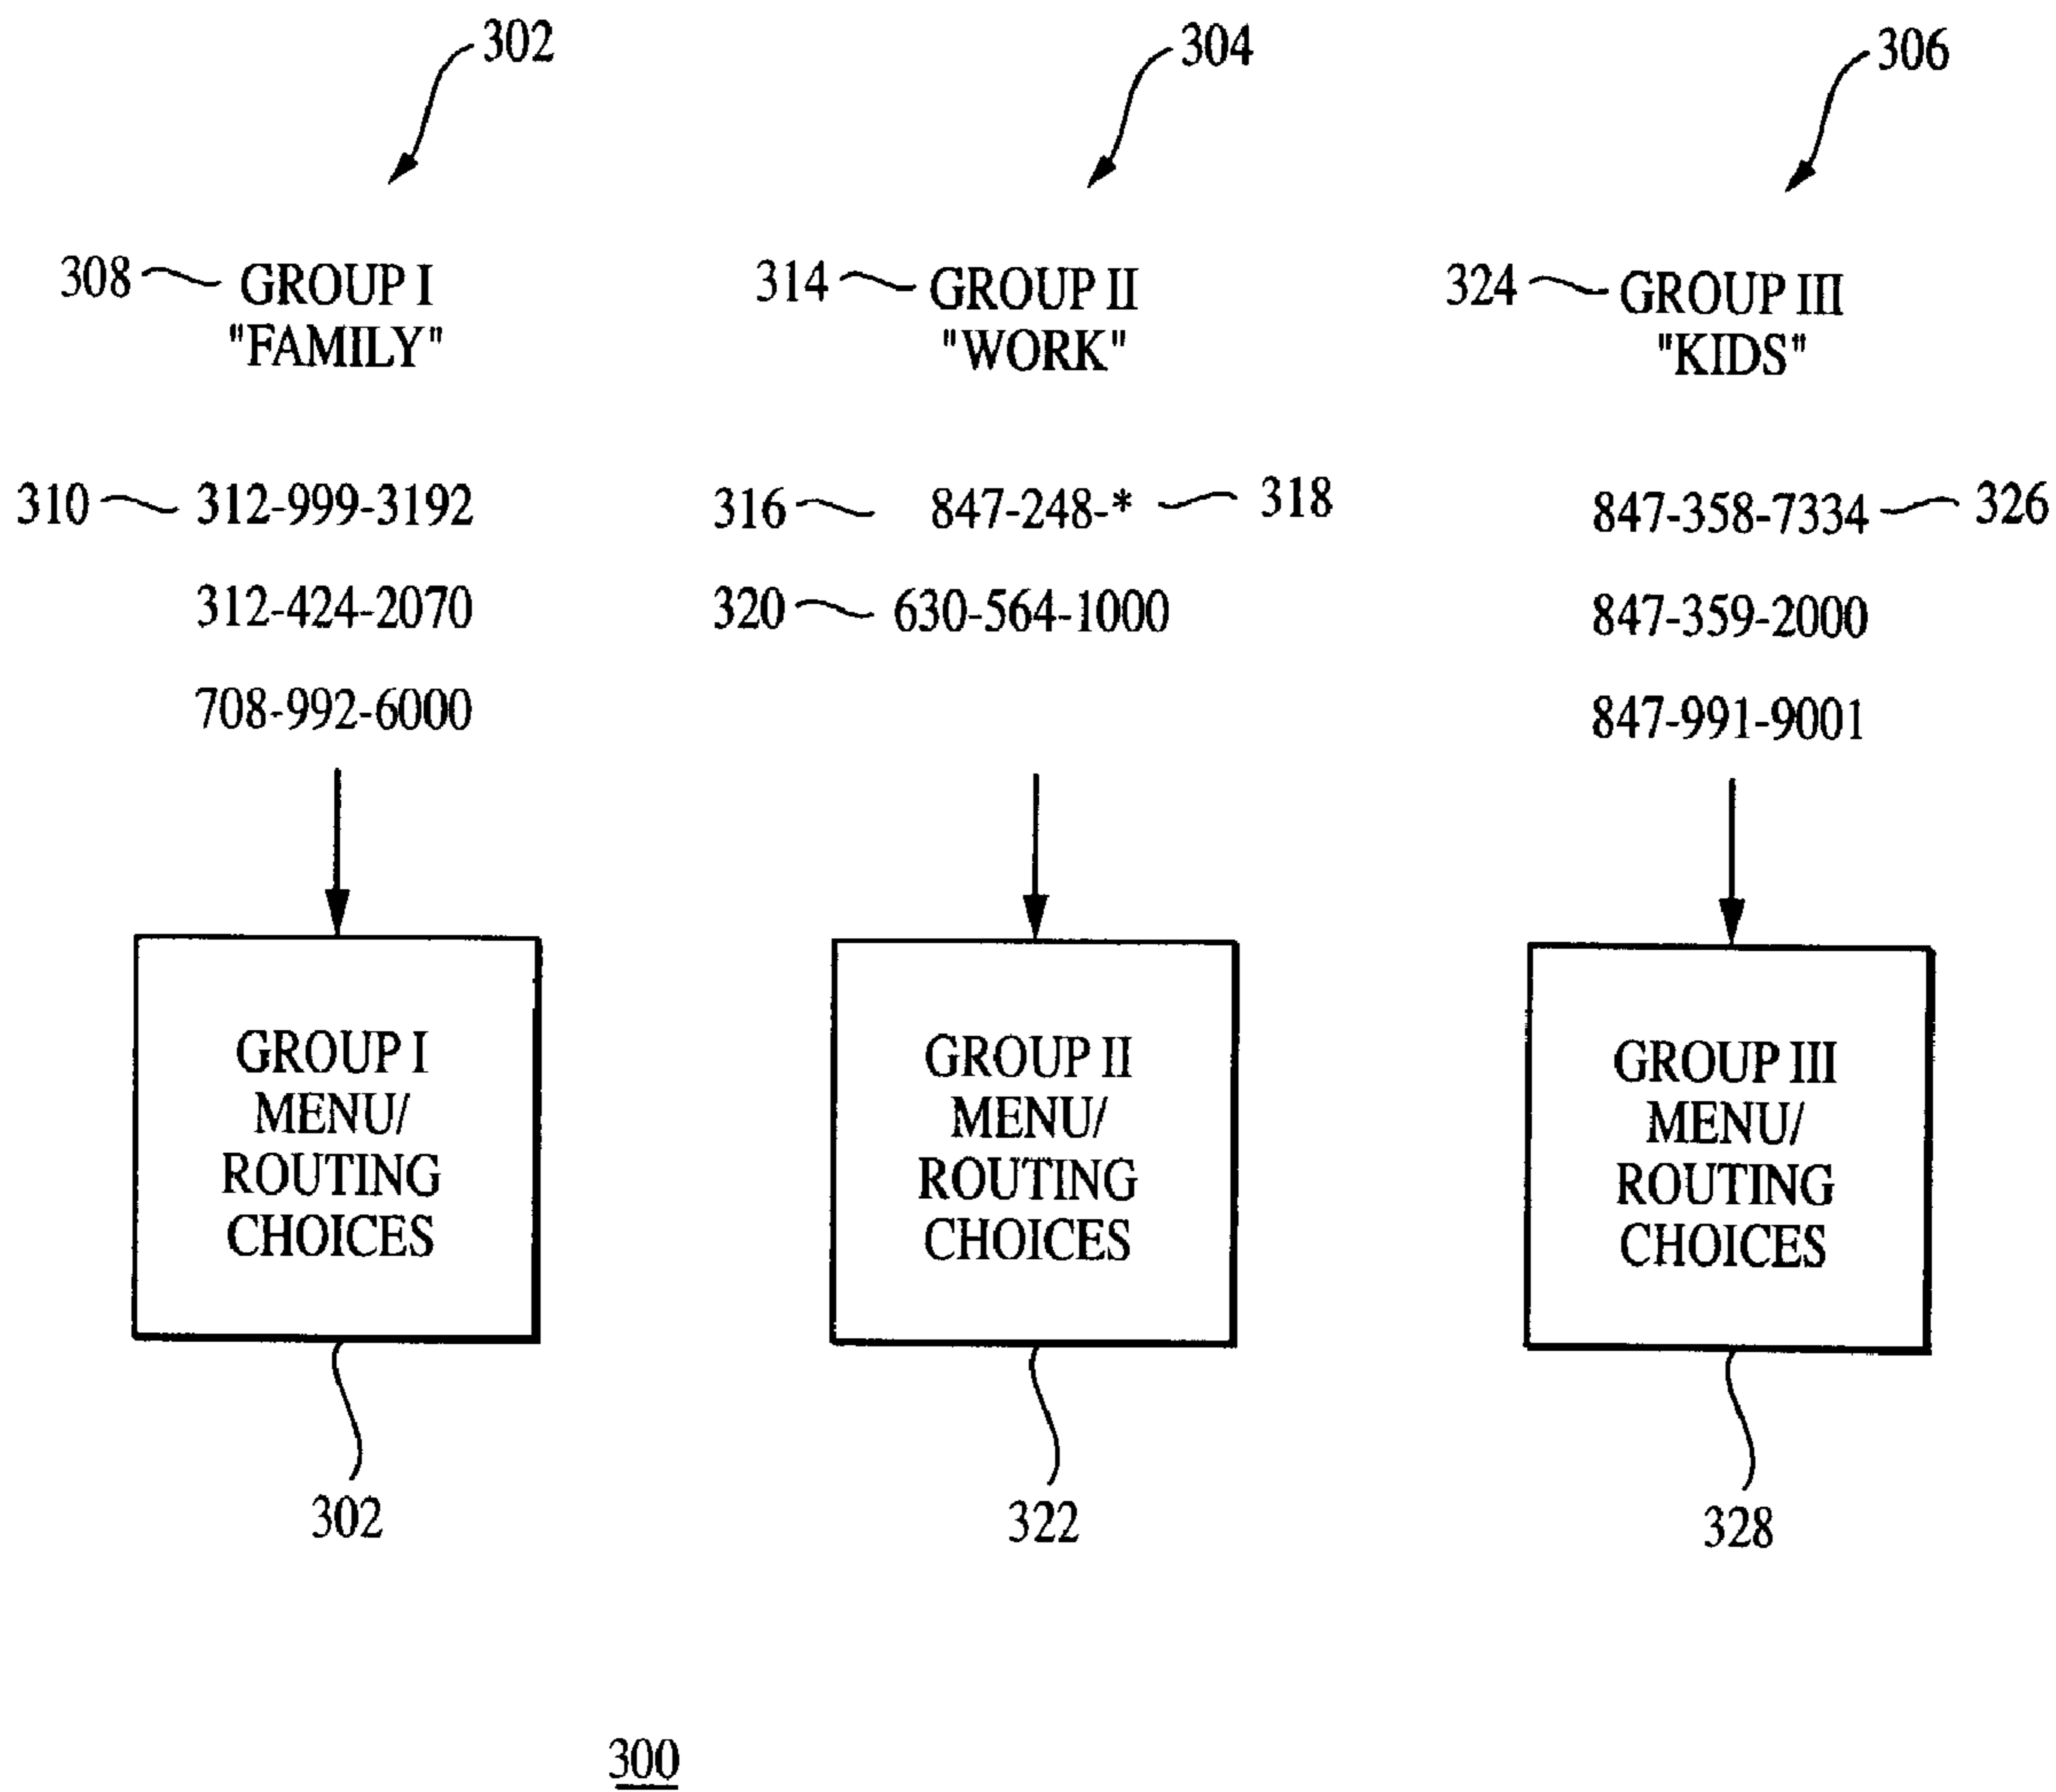 302
304
306
308
GROUP I
"FAMILY"
314
GROUP II
"WORK"
324
GROUP III
"KIDS"
310
312-999-3192
316
847-248-*
318
847-358-7334
326
312-424-2070
320
630-564-1000
847-359-2000
708-992-6000
847-991-9001
GROUP I
MENU/
ROUTING
CHOICES
GROUP II
MENU/
ROUTING
CHOICES
GROUP III
MENU/
ROUTING
CHOICES
302
322
328
300